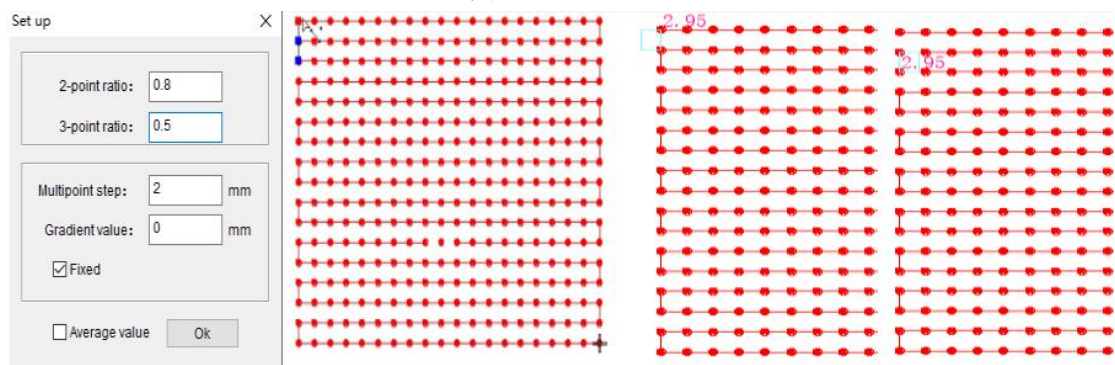 Set up X
2-point ratio: 0.8
3-point ratio: 0.5
Multipoint step: 2 mm
Gradient value: 0 mm
Fixed
Average value Ok
2.95
2.95